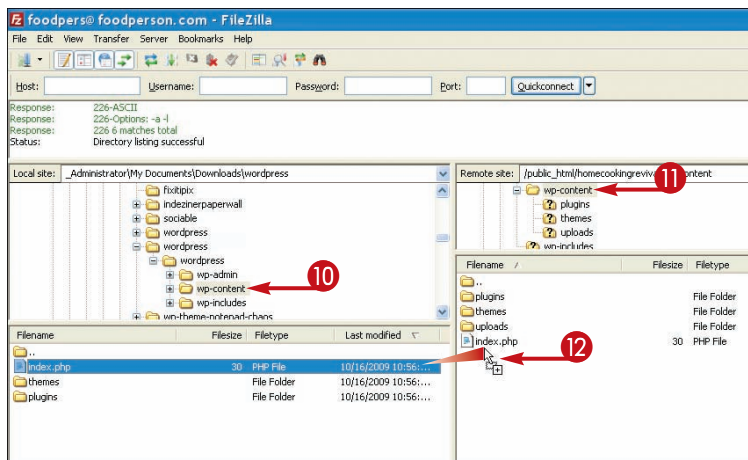 foodpers@foodperson.com - FileZilla
File Edit View Transfer Server Bookmarks Help
Host: Username: Password: Port: Quickconnect
Response: 226-ASCII
Response: 226-Options: -a -l
Response: 226 6 matches total
Status: Directory listing successful
Local site: _Administrator\My Documents\Downloads\wordpress
fixitipix
indezinerpaperwall
sociable
wordpress
wordpress
wordpress
wp-admin
wp-content
10
wp-includes
wp-theme-notepad-chaos
Filename Filesize Filetype Last modified
..
index.php 30 PHP File 10/16/2009 10:56:...
themes File Folder 10/16/2009 10:56:...
plugins File Folder 10/16/2009 10:56:...
Remote site: /public_html/homecookingreviva ontent
11
wp-content
plugins
themes
uploads
wp-includes
Filename Filesize Filetype
..
plugins File Folder
themes File Folder
uploads File Folder
index.php 30 PHP File
12